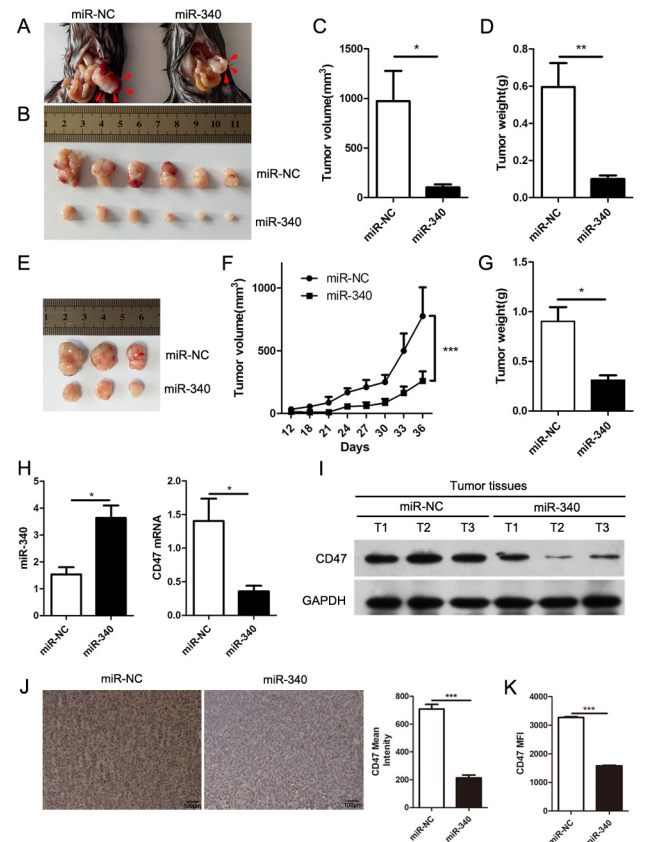 A
miR-NC miR-340
B
1 2 3 4 5 6 7 8 9 10 11
miR-NC
miR-340
C
Tumor volume(mm³)
1500
1000
500
0
*
miR-NC
miR-340
D
Tumor weight(g)
0.8
0.6
0.4
0.2
0.0
**
miR-NC
miR-340
E
1 2 3 4 5 6
miR-NC
miR-340
F
Tumor volume(mm³)
1000
500
0
miR-NC
miR-340
***
12 18 21 24 27 30 33 36
Days
G
Tumor weight(g)
1.5
1.0
0.5
0.0
*
miR-NC
miR-340
H
miR-340
5
4
3
2
1
0
*
miR-NC
miR-340
CD47 mRNA
2.0
1.5
1.0
0.5
0.0
*
miR-NC
miR-340
I
Tumor tissues
miR-NC miR-340
T1 T2 T3 T1 T2 T3
CD47
GAPDH
J
miR-NC miR-340
100μm
100μm
CD47 Mean
Intenity
800
600
400
200
0
***
miR-NC
miR-340
K
CD47 MFI
4000
3000
2000
1000
0
***
miR-NC
miR-340